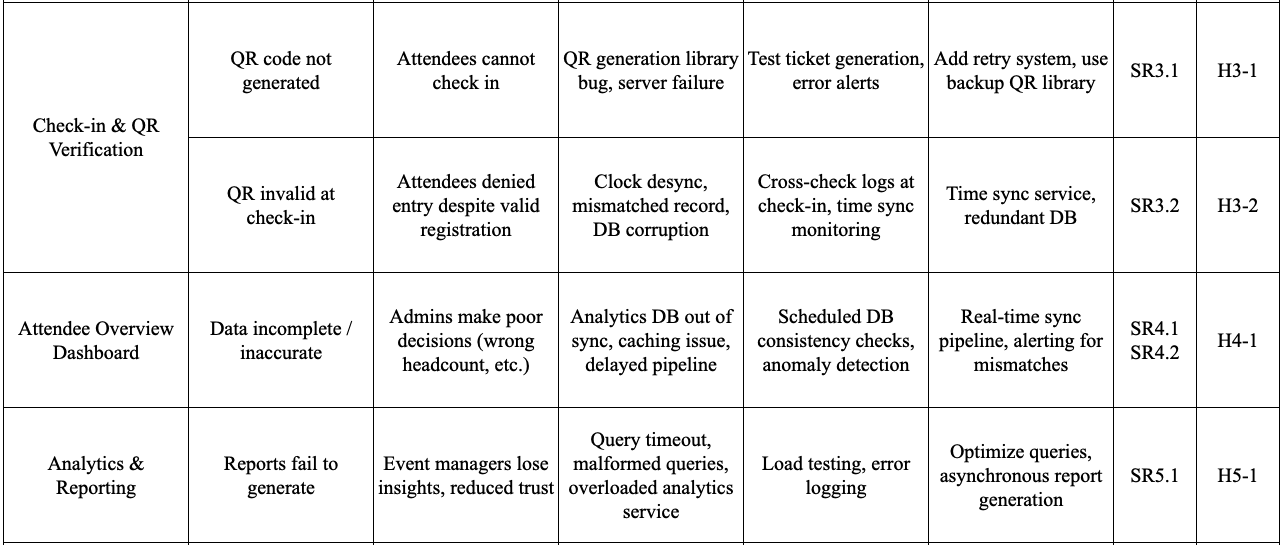 Check-in & QR
Verification
QR code not
generated
Attendees cannot
check in
QR generation library
bug, server failure
Test ticket generation,
error alerts
Add retry system, use
backup QR library
SR3.1
H3-1
QR invalid at
check-in
Attendees denied
entry despite valid
registration
Clock desync,
mismatched record,
DB corruption
Cross-check logs at
check-in, time sync
monitoring
Time sync service,
redundant DB
SR3.2
H3-2
Attendee Overview
Dashboard
Data incomplete /
inaccurate
Admins make poor
decisions (wrong
headcount, etc.)
Analytics DB out of
sync, caching issue,
delayed pipeline
Scheduled DB
consistency checks,
anomaly detection
Real-time sync
pipeline, alerting for
mismatches
SR4.1
SR4.2
H4-1
Analytics &
Reporting
Reports fail to
generate
Event managers lose
insights, reduced trust
Query timeout,
malformed queries,
overloaded analytics
service
Load testing, error
logging
Optimize queries,
asynchronous report
generation
SR5.1
H5-1